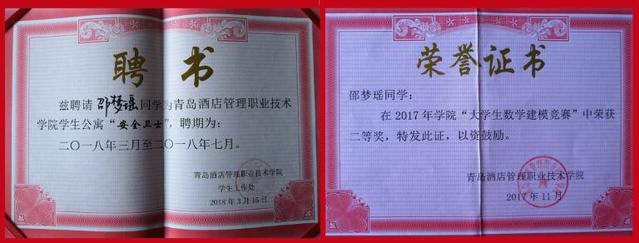 聘书
兹聘请 邵梦瑶 同学为青岛酒店管理职业技术
学院学生公寓“安全卫士”,聘期为:
二〇一八年三月至二〇一八年七月。
青岛酒店管理职业技术学院
学生工作处
2018年3月15日
荣誉证书
邵梦瑶同学:
在2017年学院“大学生数学建模竞赛”中荣获
二等奖,特发此证,以资鼓励。
青岛酒店管理职业技术学院
2017年11月